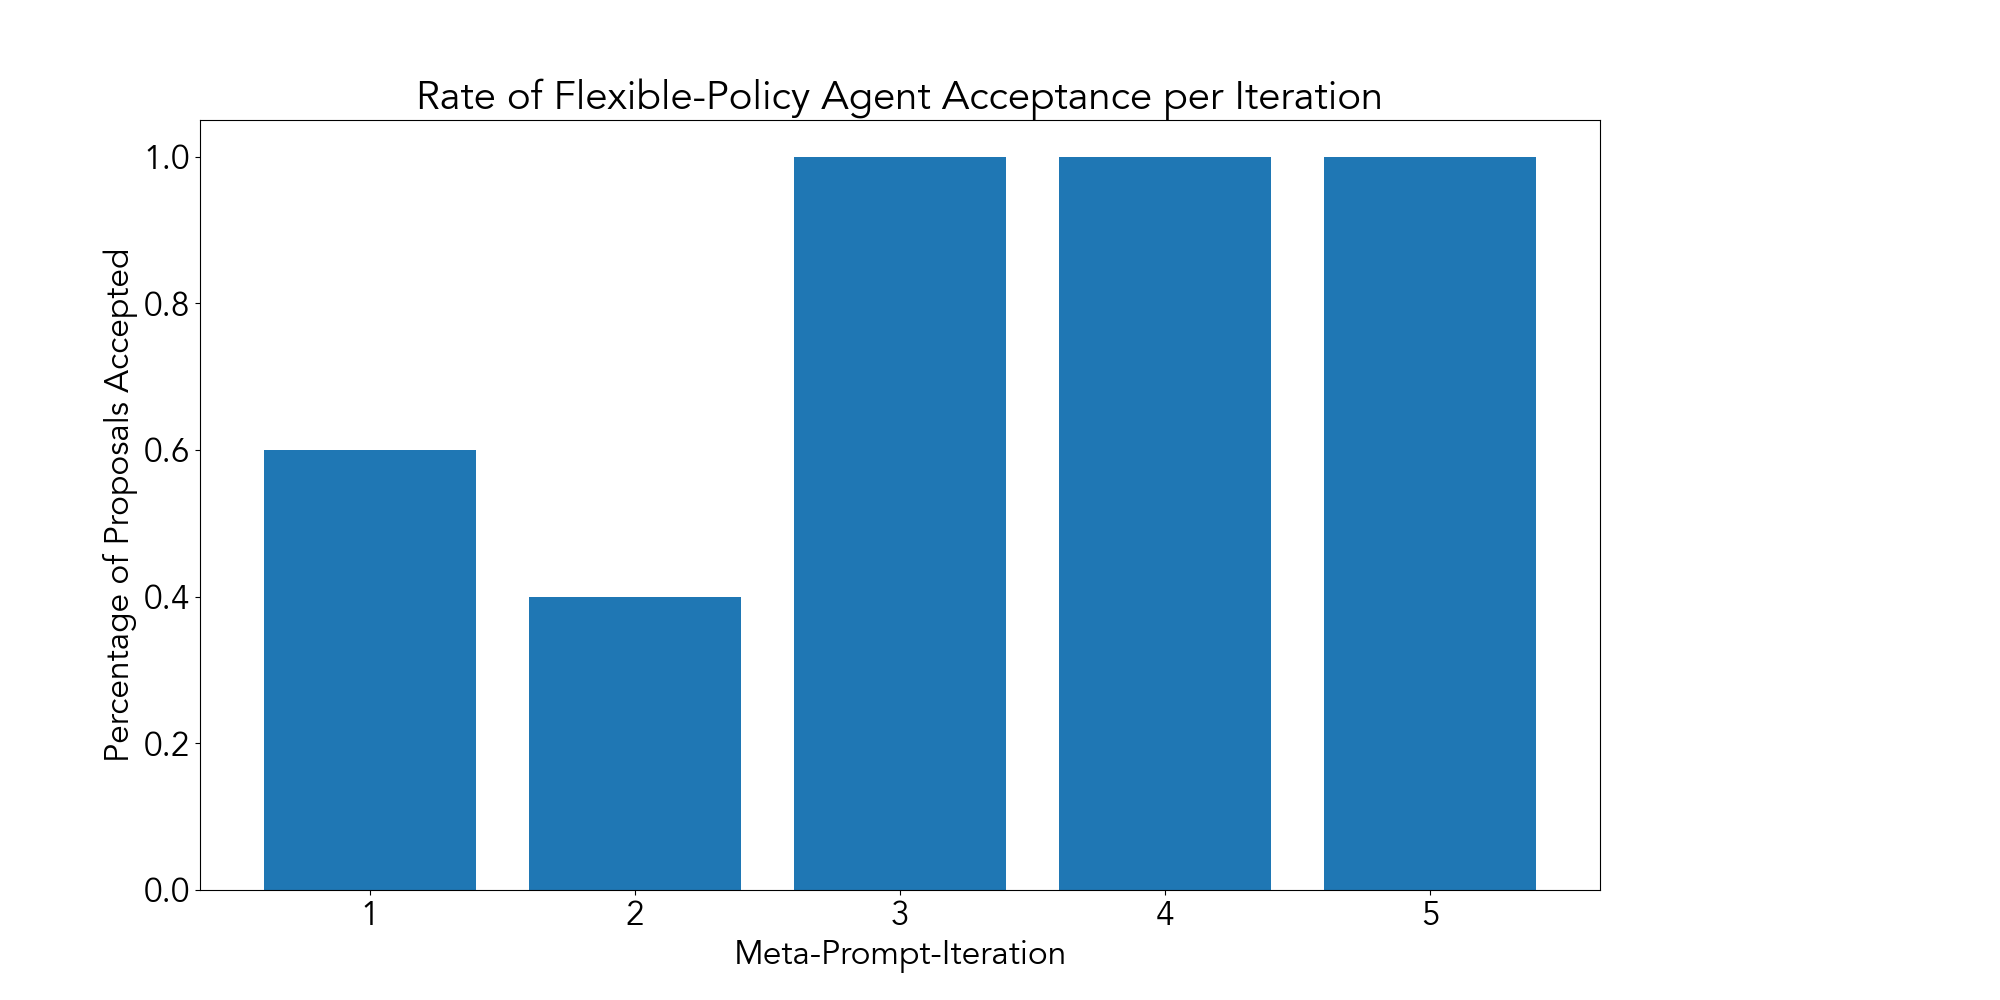 Rate of Flexible-Policy Agent Acceptance per Iteration
Percentage of Proposals Accepted
1.0
0.8
0.6
0.4
0.2
0.0
1 2 3 4 5
Meta-Prompt-Iteration